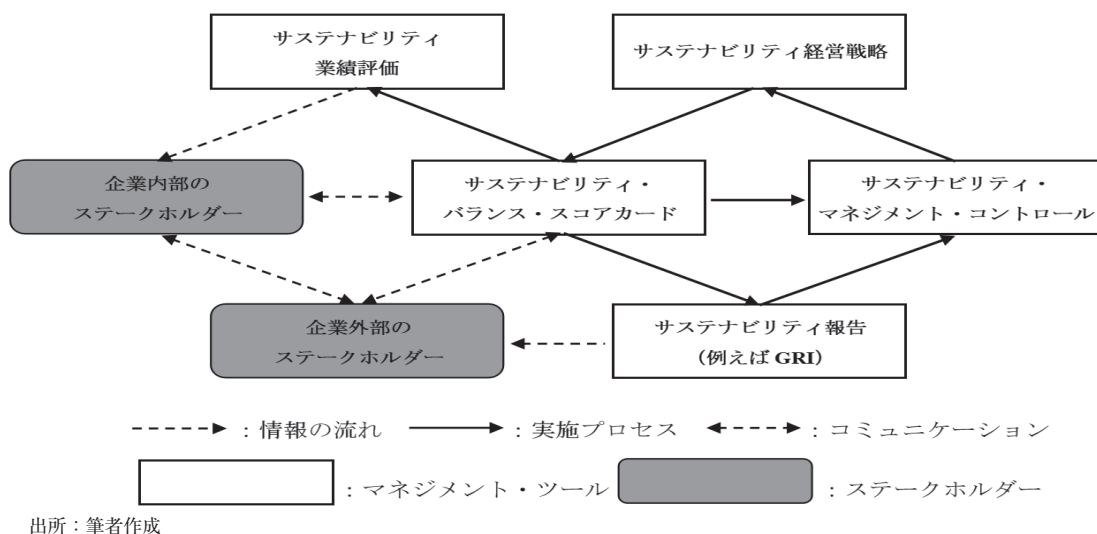 サステナビリティ
業績評価
サステナビリティ経営戦略
企業内部の
ステークホルダー
サステナビリティ・
バランス・スコアカード
サステナビリティ・
マネジメント・コントロール
企業外部の
ステークホルダー
サステナビリティ報告
（例えば GRI）
：情報の流れ
：実施プロセス
：コミュニケーション
：マネジメント・ツール
：ステークホルダー
出所：筆者作成